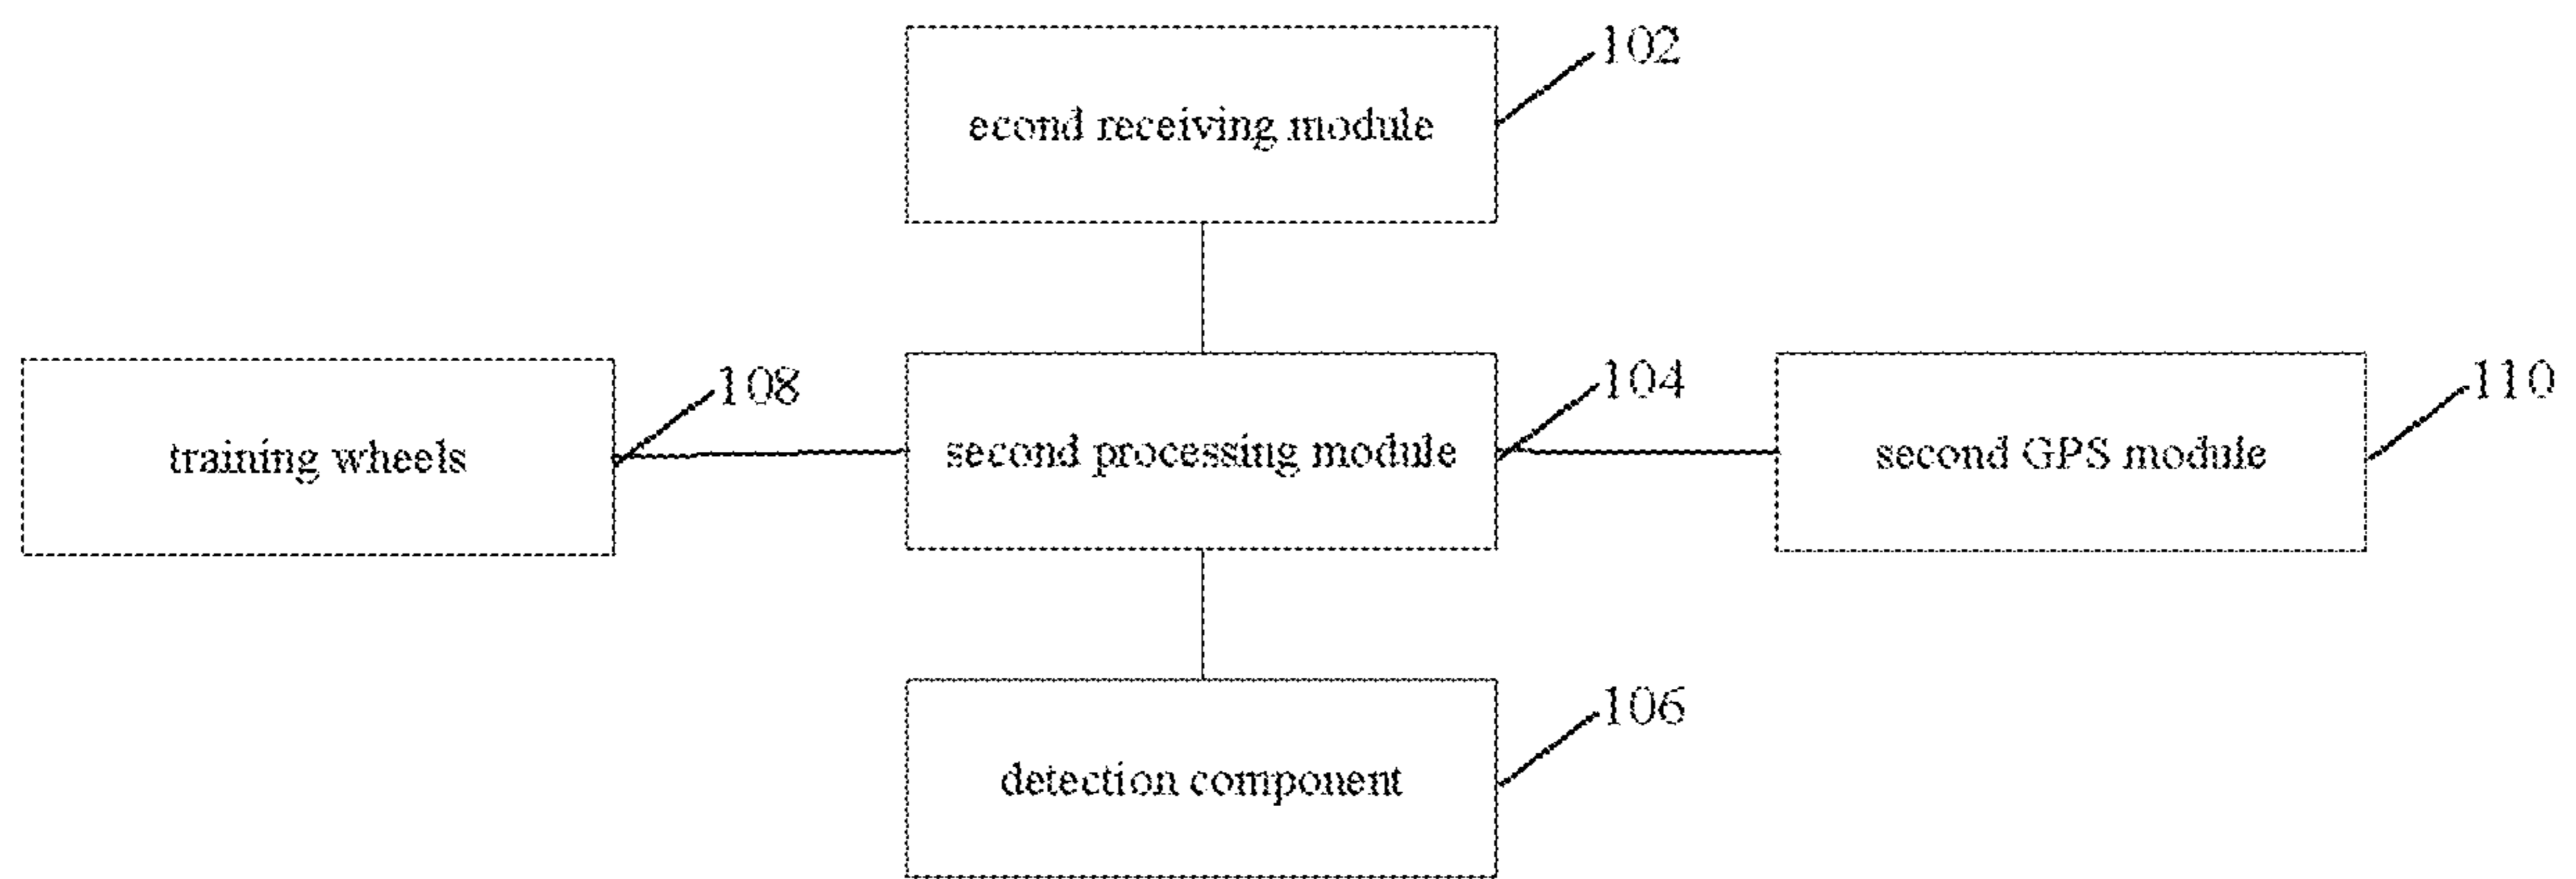 102
econd receiving module
108
104
110
training wheels
second processing module
second GPS module
106
detection component